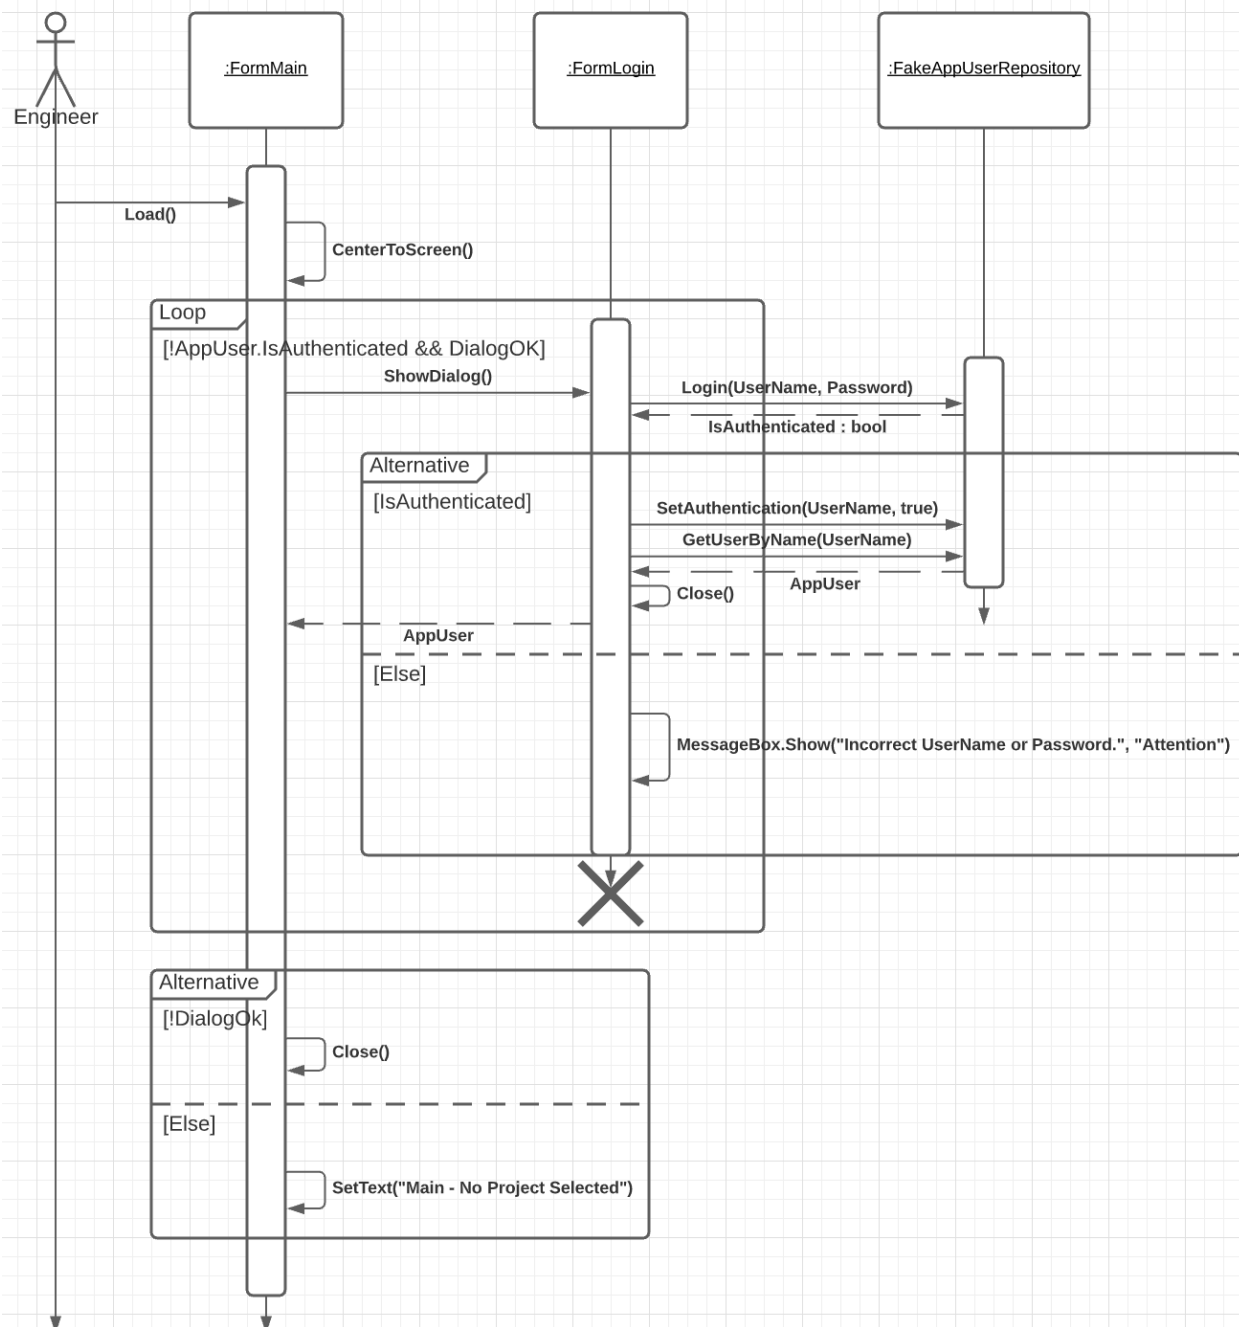 Engineer
:FormMain
:FormLogin
:FakeAppUserRepository
Load()
CenterToScreen()
Loop
[!AppUser.IsAuthenticated && DialogOK]
ShowDialog()
Login(UserName, Password)
IsAuthenticated : bool
Alternative
[IsAuthenticated]
SetAuthentication(UserName, true)
GetUserByName(UserName)
AppUser
Close()
AppUser
[Else]
MessageBox.Show("Incorrect UserName or Password.", "Attention")
Alternative
[!DialogOk]
Close()
[Else]
SetText("Main - No Project Selected")